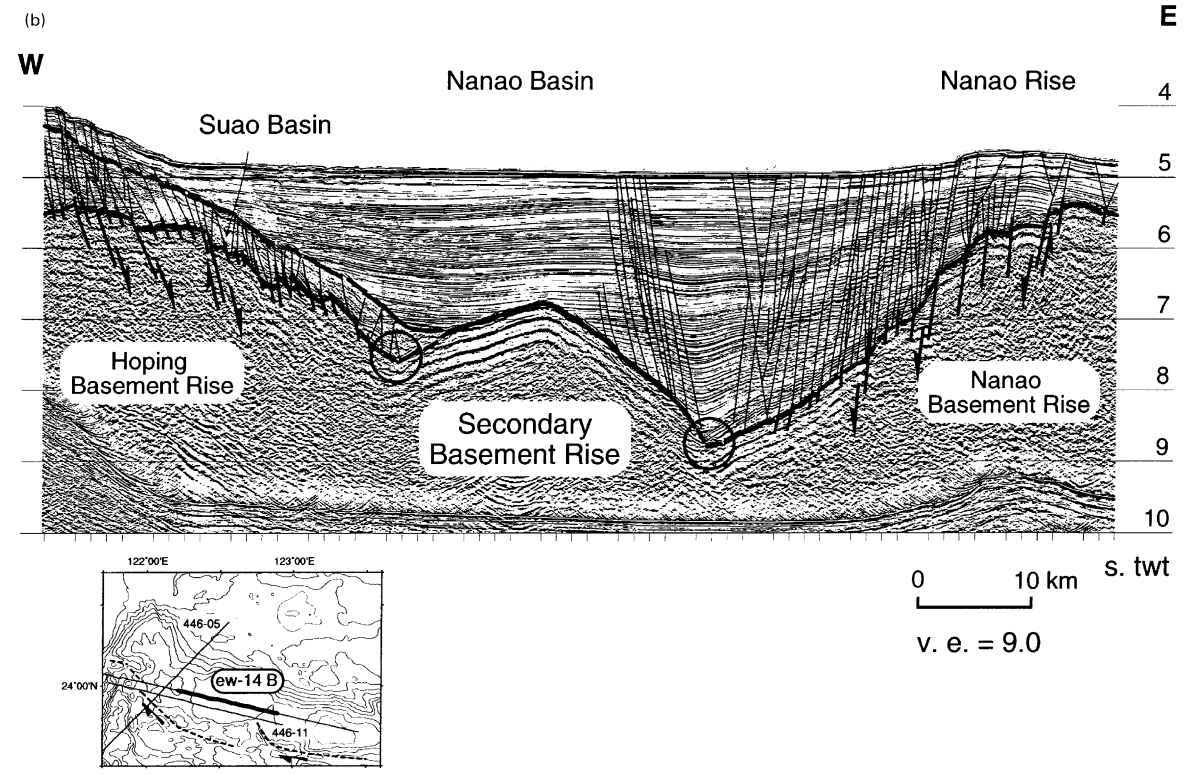 (b)
E
W
Nanao Basin
Nanao Rise
4
Suao Basin
5
6
7
Hoping
Basement Rise
8
Nanao
Basement Rise
Secondary
Basement Rise
9
10
s. twt
122°00'E
123°00'E
0
10 km
446-05
v. e. = 9.0
ew-14 B
24°00'N
446-11